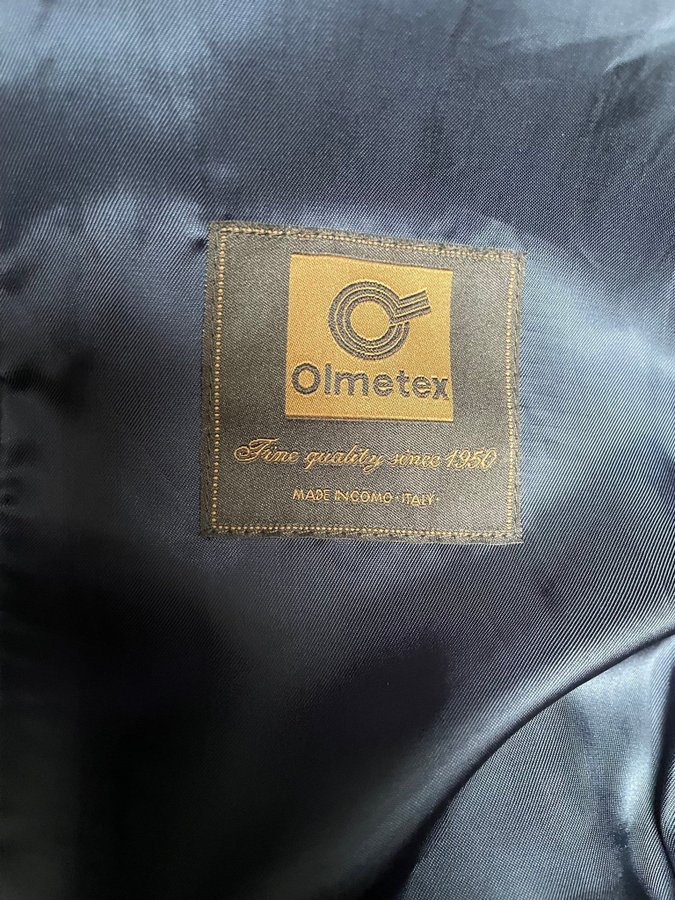 Olmetex
Fine quality since 1950
MADE IN COMO · ITALY ·